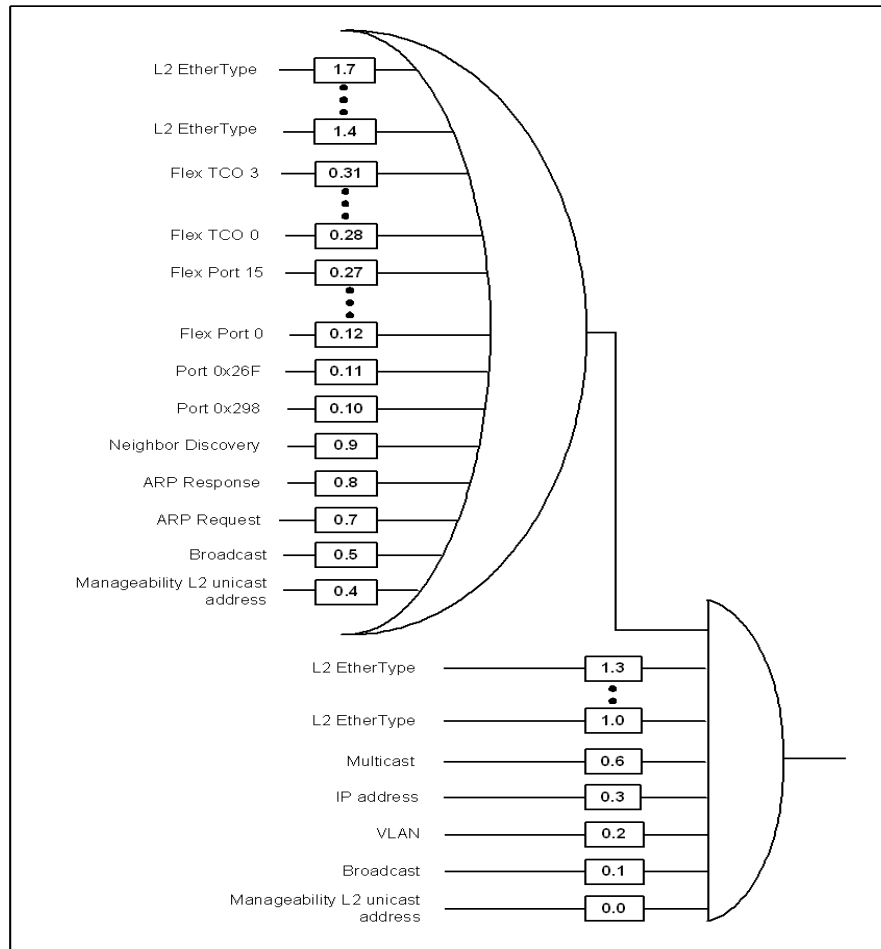 L2 EtherType 1.7
L2 EtherType 1.4
Flex TCO 3 0.31
Flex TCO 0 0.28
Flex Port 15 0.27
Flex Port 0 0.12
Port 0x26F 0.11
Port 0x298 0.10
Neighbor Discovery 0.9
ARP Response 0.8
ARP Request 0.7
Broadcast 0.5
Manageability L2 unicast
address 0.4
L2 EtherType 1.3
L2 EtherType 1.0
Multicast 0.6
IP address 0.3
VLAN 0.2
Broadcast 0.1
Manageability L2 unicast
address 0.0